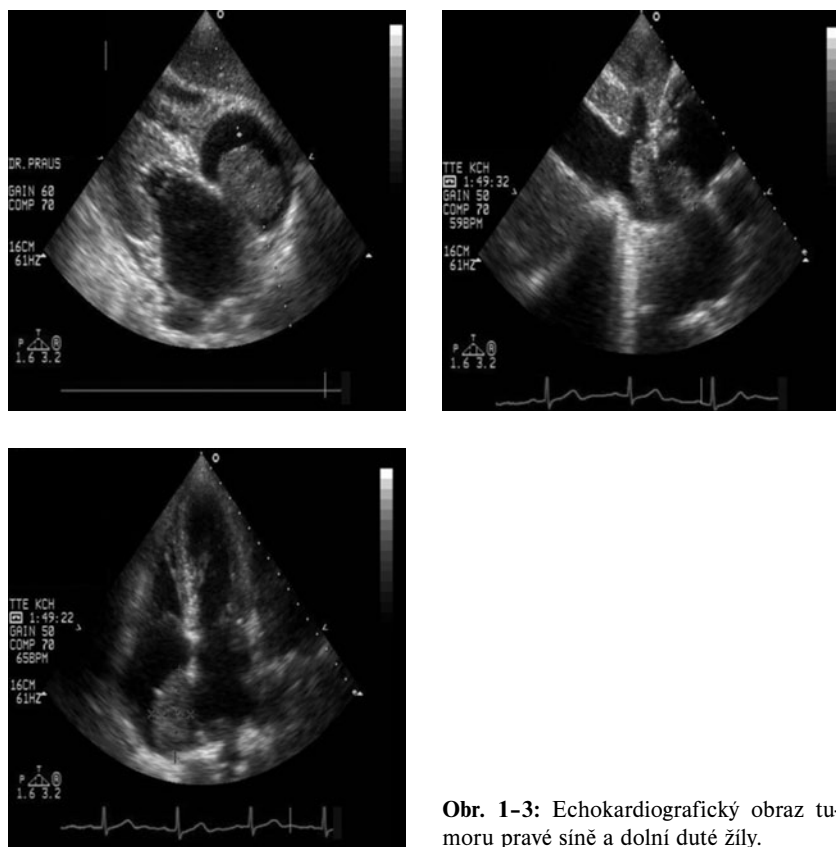 DR.PRAUS
GAIN 60
COMP 70
16CM
61HZ
T
P R
1.6 3.2
TTE KCH
1:49:32
GAIN 50
COMP 70
59BPM
16CM
61HZ
T
P R
1.6 3.2
TTE KCH
1:49:22
GAIN 50
COMP 70
65BPM
16CM
61HZ
T
P R
1.6 3.2
Obr. 1–3: Echokardiografický obraz tu-
moru pravé síně a dolní duté žíly.